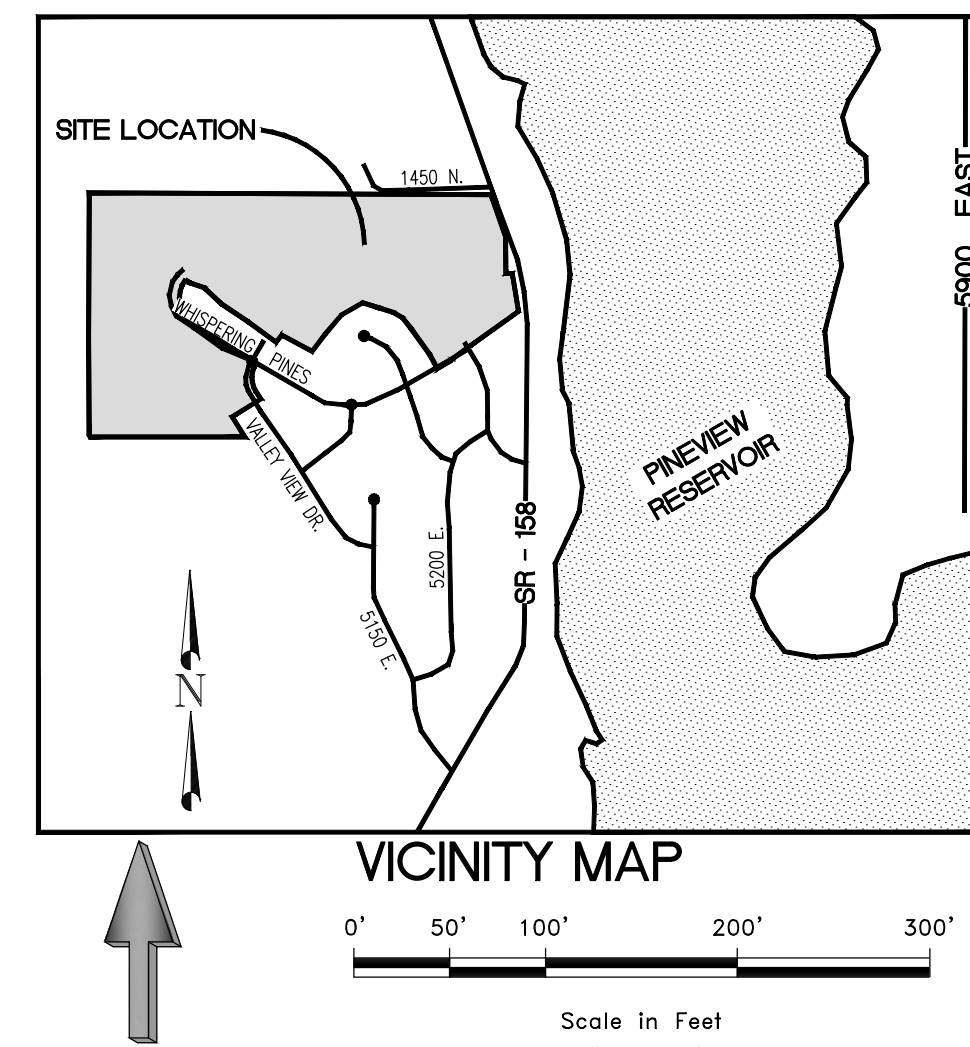 SITE LOCATION
1450 N.
5900 EAST
WHISPERING PINES
VALLEY VIEW DR.
PINEVIEW
RESERVOIR
SR - 158
5200 E.
5150 E.
N
VICINITY MAP
0' 50' 100' 200' 300'
Scale in Feet